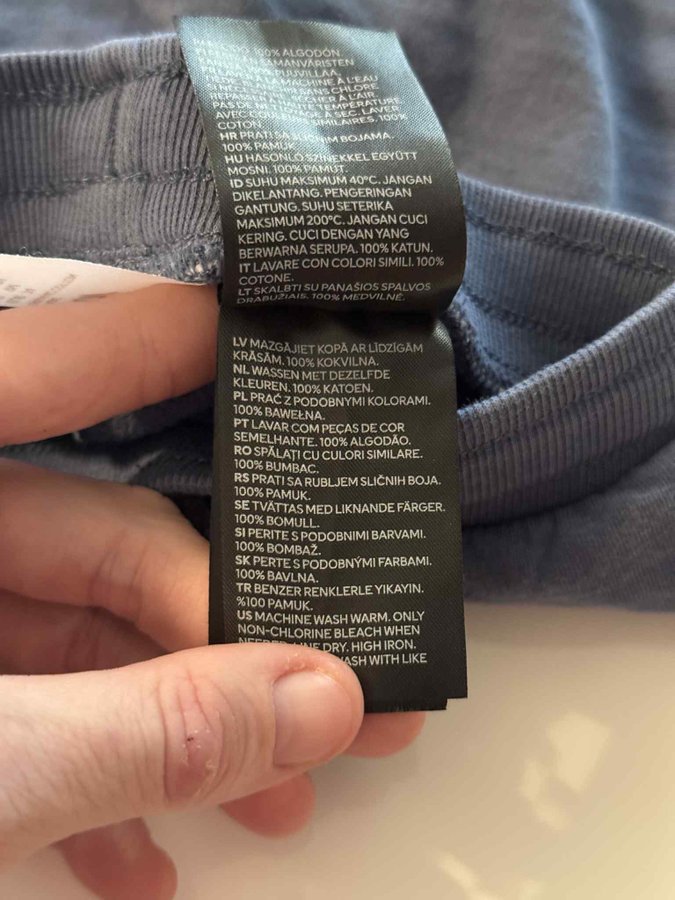 100% ALGODÓN.
SAMANVÄRISTEN
PUUVILLAA.
MACHINE À L'EAU
SANS CHLORE
SÉCHER À L'AIR.
PAS DE TEMPÉRATURE
AVEC À SEC. LAVER
COTON. SIMILAIRES. 100%
HR PRATI SA BOJAMA.
100% PAMUK.
HU HASONLÓ SZÍNEKKEL EGYÜTT
MOSNI. 100% PAMUT.
ID SUHU MAKSIMUM 40°C. JANGAN
DIKELANTANG. PENGERINGAN
GANTUNG. SUHU SETERIKA
MAKSIMUM 200°C. JANGAN CUCI
KERING. CUCI DENGAN YANG
BERWARNA SERUPA. 100% KATUN.
IT LAVARE CON COLORI SIMILI. 100%
COTONE.
LT SKALBTI SU PANAŠIOS SPALVOS
DRABUŽIAIS. 100% MEDVILNĖ.
LV MAZGĀJIET KOPĀ AR LĪDZĪGĀM
KRĀSĀM. 100% KOKVILNA.
NL WASSEN MET DEZELFDE
KLEUREN. 100% KATOEN.
PL PRAĆ Z PODOBNYMI KOLORAMI.
100% BAWEŁNA.
PT LAVAR COM PEÇAS DE COR
SEMELHANTE. 100% ALGODÃO.
RO SPĂLAȚI CU CULORI SIMILARE.
100% BUMBAC.
RS PRATI SA RUBLJEM SLIČNIH BOJA.
100% PAMUK.
SE TVÄTTAS MED LIKNANDE FÄRGER.
100% BOMULL.
SI PERITE S PODOBNIMI BARVAMI.
100% BOMBAŽ.
SK PERTE S PODOBNÝMI FARBAMI.
100% BAVLNA.
TR BENZER RENKLERLE YIKAYIN.
%100 PAMUK.
US MACHINE WASH WARM. ONLY
NON-CHLORINE BLEACH WHEN
NEEDED. LINE DRY. HIGH IRON.
WASH WITH LIKE